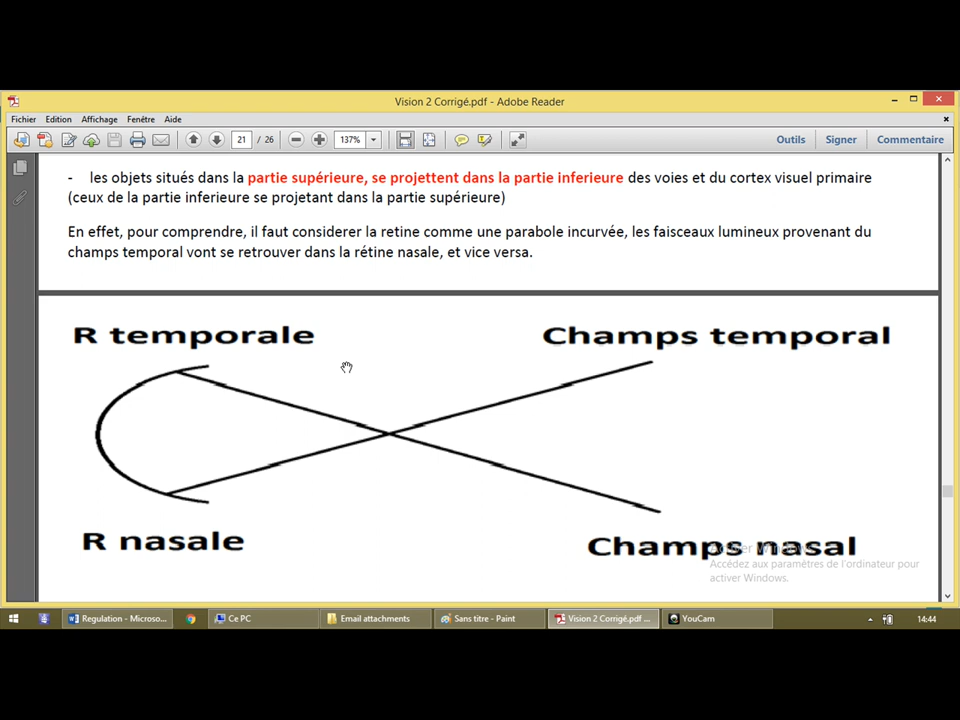 Vision 2 Corrigé.pdf - Adobe Reader
Fichier Edition Affichage Fenêtre Aide
21 / 26 137% Outils Signer Commentaire
- les objets situés dans la partie supérieure, se projettent dans la partie inferieure des voies et du cortex visuel primaire
(ceux de la partie inferieure se projetant dans la partie supérieure)
En effet, pour comprendre, il faut considerer la retine comme une parabole incurvée, les faisceaux lumineux provenant du
champs temporal vont se retrouver dans la rétine nasale, et vice versa.
R temporale Champs temporal
R nasale Champs nasal
Activer Windows
Accédez aux paramètres de l'ordinateur pour
activer Windows.
Regulation - Microso... Ce PC Email attachments Sans titre - Paint Vision 2 Corrigé.pdf ... YouCam 14:44